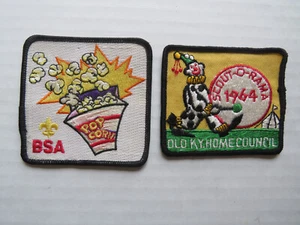 POP
CORN
BSA
SCOUT-O-RAMA
1964
OLD KY. HOME COUNCIL